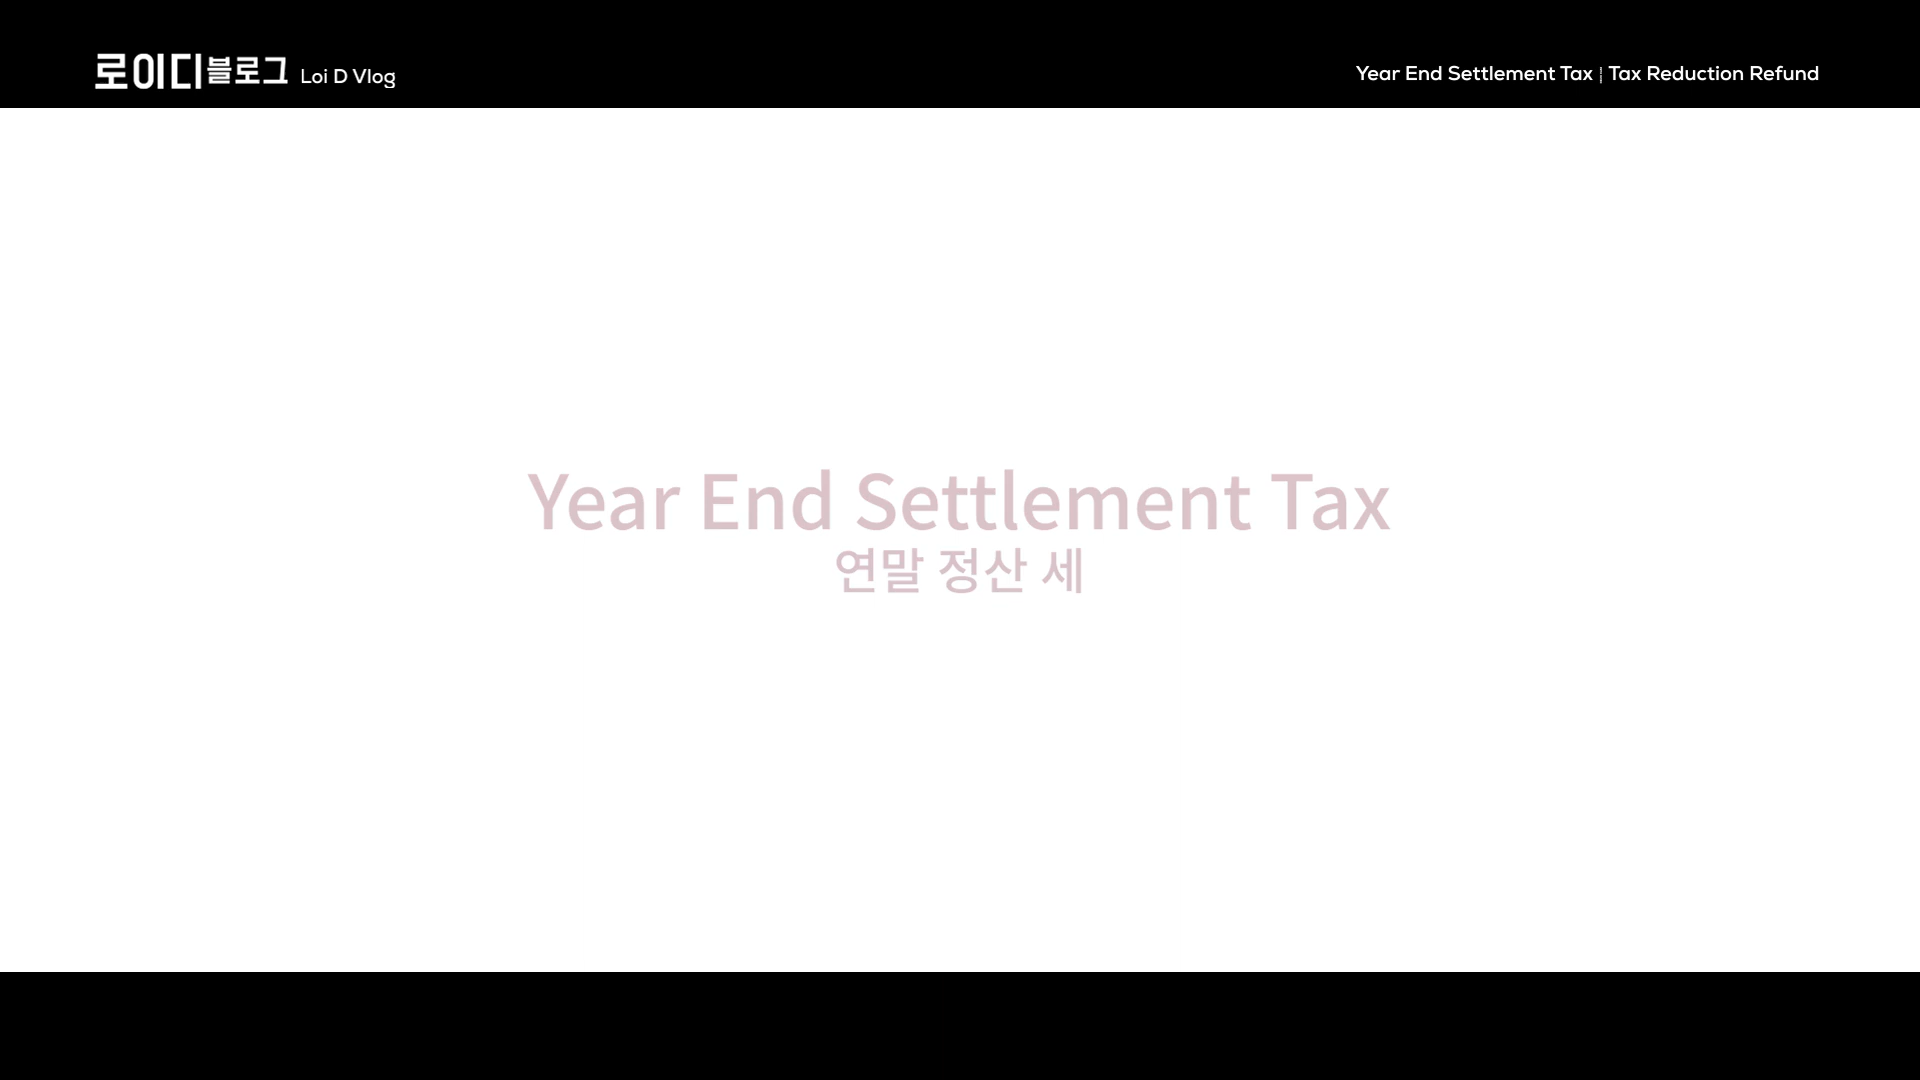 로이디블로그 Loi D Vlog
Year End Settlement Tax ¦ Tax Reduction Refund
Year End Settlement Tax
연말 정산 세